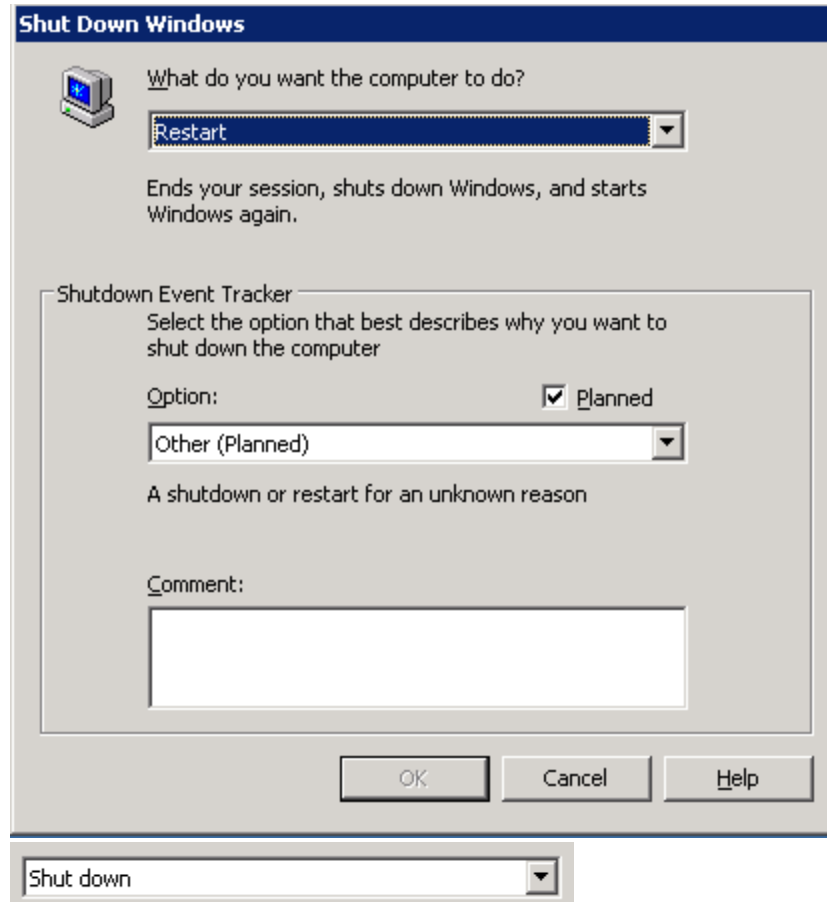 Shut Down Windows
What do you want the computer to do?
Restart
Ends your session, shuts down Windows, and starts
Windows again.
Shutdown Event Tracker
Select the option that best describes why you want to
shut down the computer
Option:
Planned
Other (Planned)
A shutdown or restart for an unknown reason
Comment:
OK
Cancel
Help
Shut down